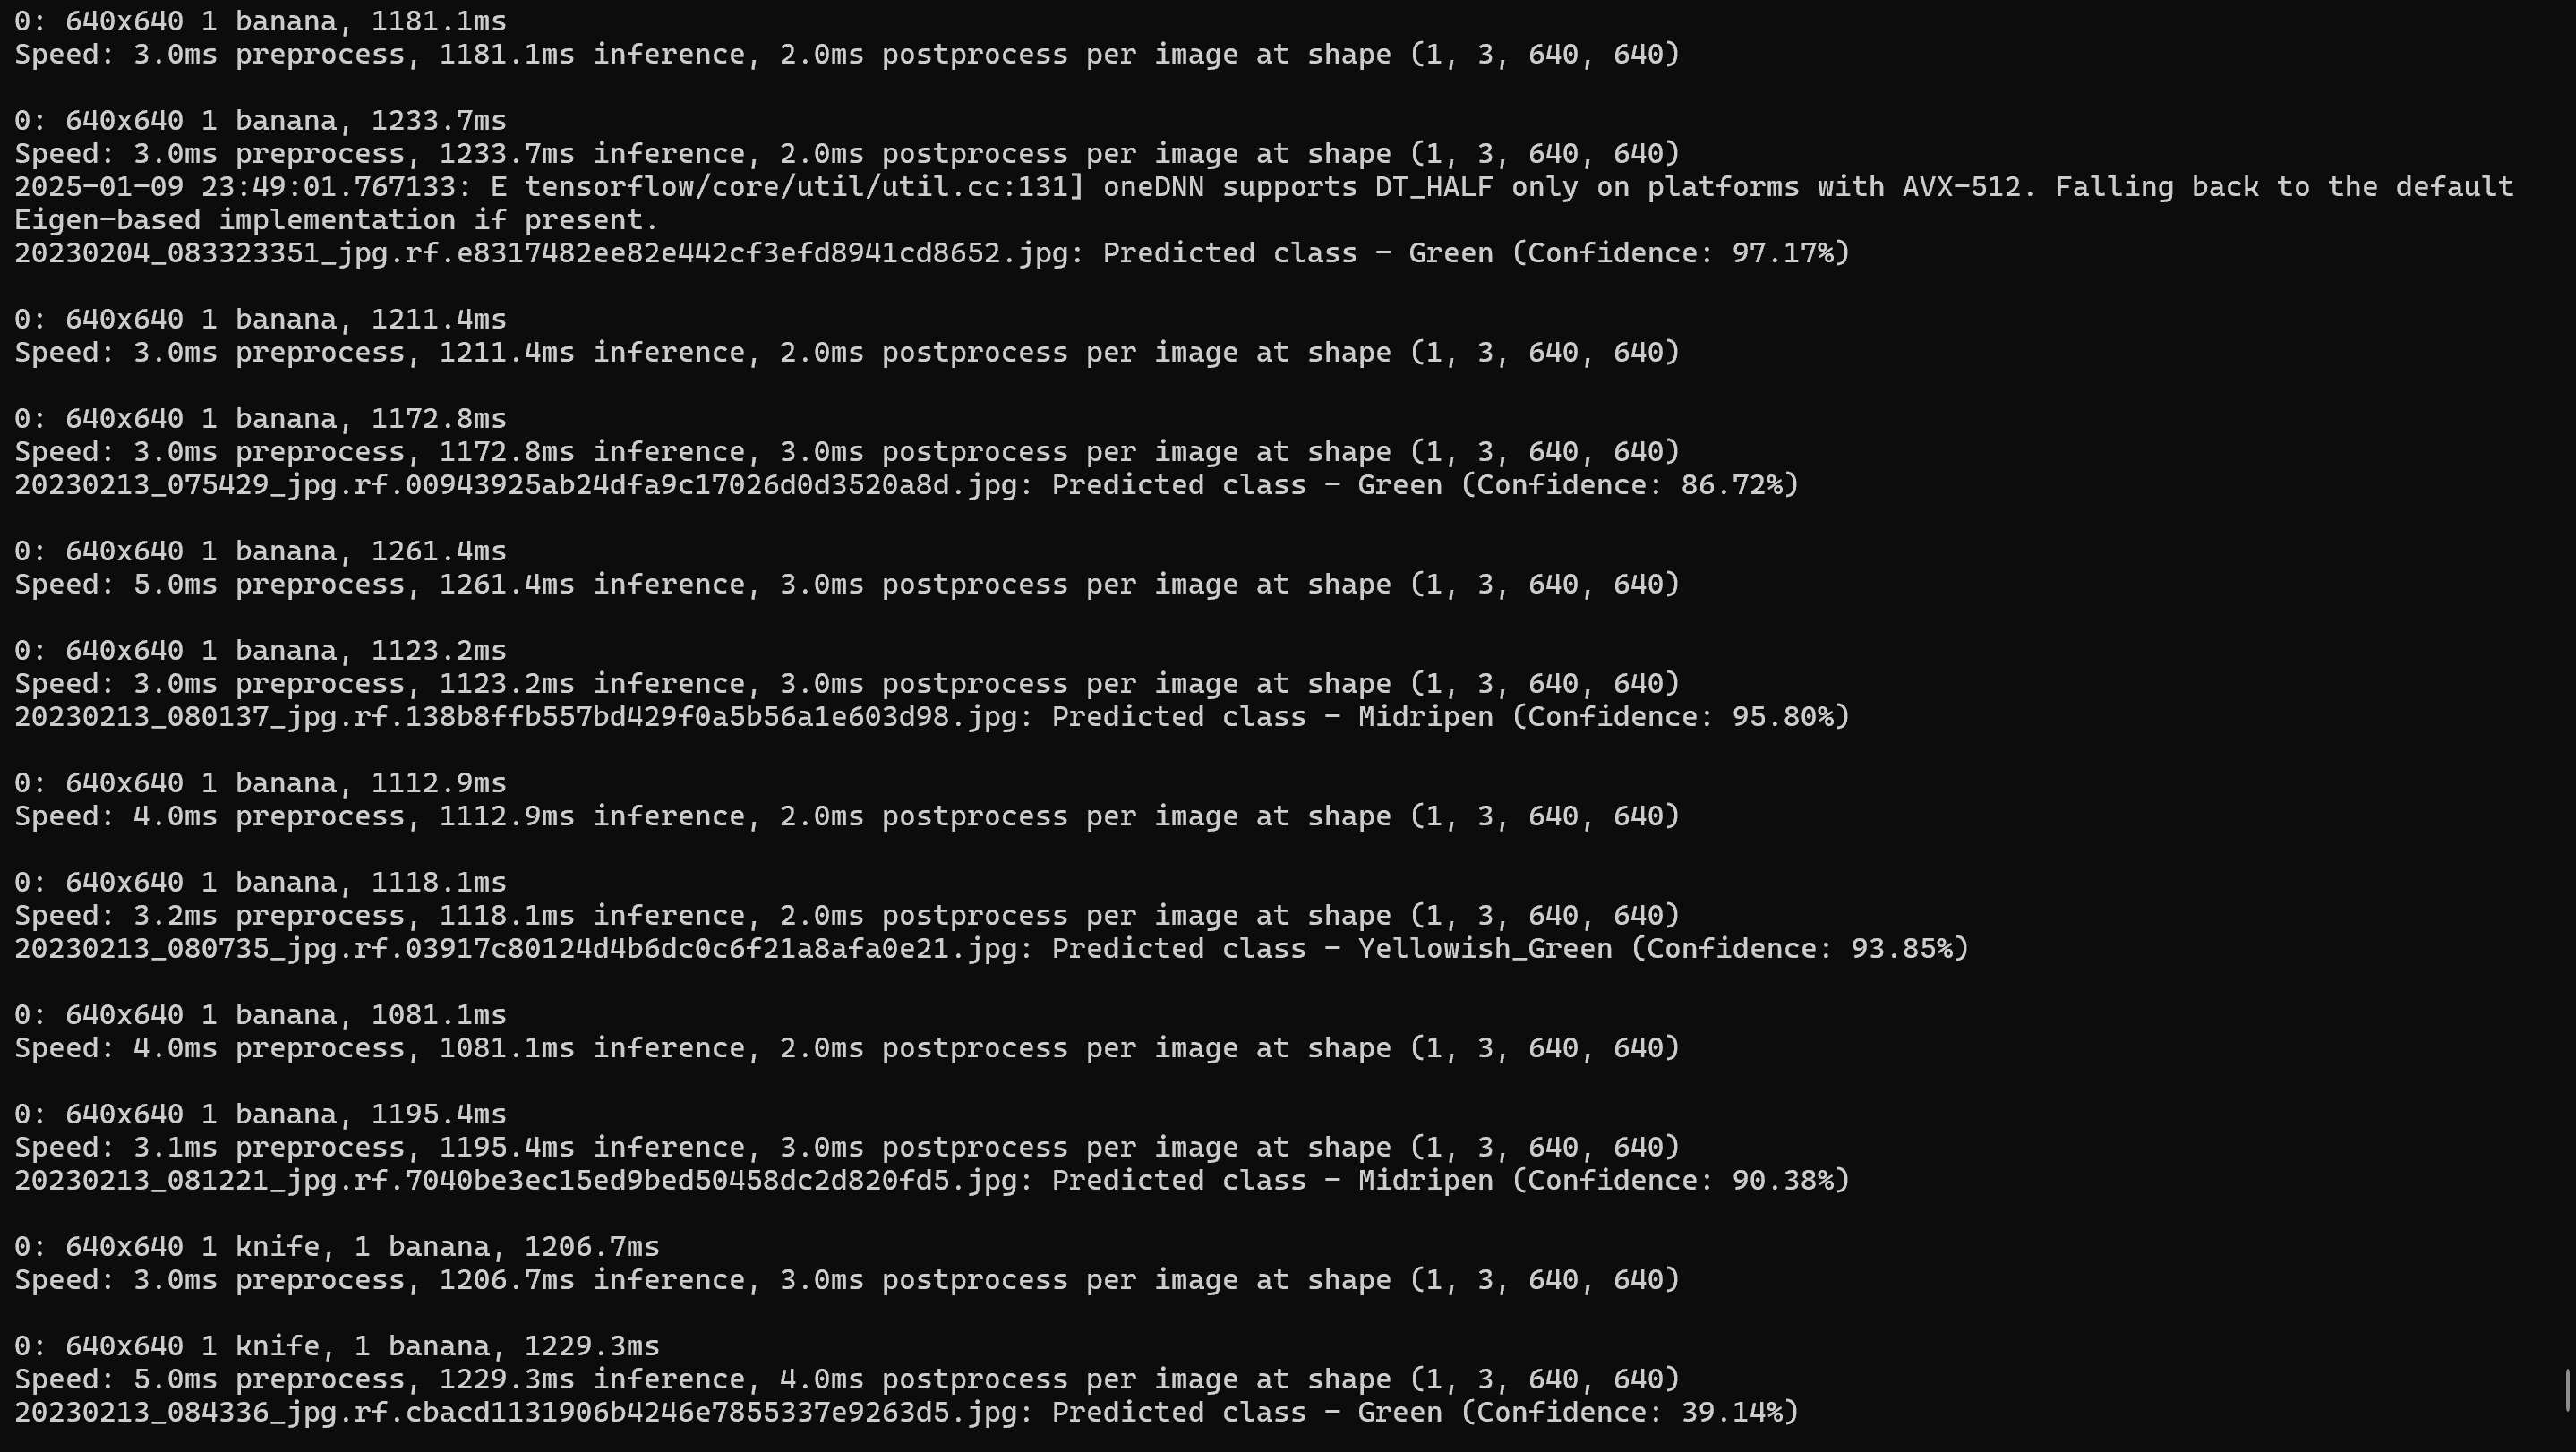 0: 640x640 1 banana, 1181.1ms
Speed: 3.0ms preprocess, 1181.1ms inference, 2.0ms postprocess per image at shape (1, 3, 640, 640)
0: 640x640 1 banana, 1233.7ms
Speed: 3.0ms preprocess, 1233.7ms inference, 2.0ms postprocess per image at shape (1, 3, 640, 640)
2025-01-09 23:49:01.767133: E tensorflow/core/util/util.cc:131] oneDNN supports DT_HALF only on platforms with AVX-512. Falling back to the default
Eigen-based implementation if present.
20230204_083323351_jpg.rf.e8317482ee82e442cf3efd8941cd8652.jpg: Predicted class - Green (Confidence: 97.17%)
0: 640x640 1 banana, 1211.4ms
Speed: 3.0ms preprocess, 1211.4ms inference, 2.0ms postprocess per image at shape (1, 3, 640, 640)
0: 640x640 1 banana, 1172.8ms
Speed: 3.0ms preprocess, 1172.8ms inference, 3.0ms postprocess per image at shape (1, 3, 640, 640)
20230213_075429_jpg.rf.00943925ab24dfa9c17026d0d3520a8d.jpg: Predicted class - Green (Confidence: 86.72%)
0: 640x640 1 banana, 1261.4ms
Speed: 5.0ms preprocess, 1261.4ms inference, 3.0ms postprocess per image at shape (1, 3, 640, 640)
0: 640x640 1 banana, 1123.2ms
Speed: 3.0ms preprocess, 1123.2ms inference, 3.0ms postprocess per image at shape (1, 3, 640, 640)
20230213_080137_jpg.rf.138b8ffb557bd429f0a5b56a1e603d98.jpg: Predicted class - Midripen (Confidence: 95.80%)
0: 640x640 1 banana, 1112.9ms
Speed: 4.0ms preprocess, 1112.9ms inference, 2.0ms postprocess per image at shape (1, 3, 640, 640)
0: 640x640 1 banana, 1118.1ms
Speed: 3.2ms preprocess, 1118.1ms inference, 2.0ms postprocess per image at shape (1, 3, 640, 640)
20230213_080735_jpg.rf.03917c80124d4b6dc0c6f21a8afa0e21.jpg: Predicted class - Yellowish_Green (Confidence: 93.85%)
0: 640x640 1 banana, 1081.1ms
Speed: 4.0ms preprocess, 1081.1ms inference, 2.0ms postprocess per image at shape (1, 3, 640, 640)
0: 640x640 1 banana, 1195.4ms
Speed: 3.1ms preprocess, 1195.4ms inference, 3.0ms postprocess per image at shape (1, 3, 640, 640)
20230213_081221_jpg.rf.7040be3ec15ed9bed50458dc2d820fd5.jpg: Predicted class - Midripen (Confidence: 90.38%)
0: 640x640 1 knife, 1 banana, 1206.7ms
Speed: 3.0ms preprocess, 1206.7ms inference, 3.0ms postprocess per image at shape (1, 3, 640, 640)
0: 640x640 1 knife, 1 banana, 1229.3ms
Speed: 5.0ms preprocess, 1229.3ms inference, 4.0ms postprocess per image at shape (1, 3, 640, 640)
20230213_084336_jpg.rf.cbacd1131906b4246e7855337e9263d5.jpg: Predicted class - Green (Confidence: 39.14%)